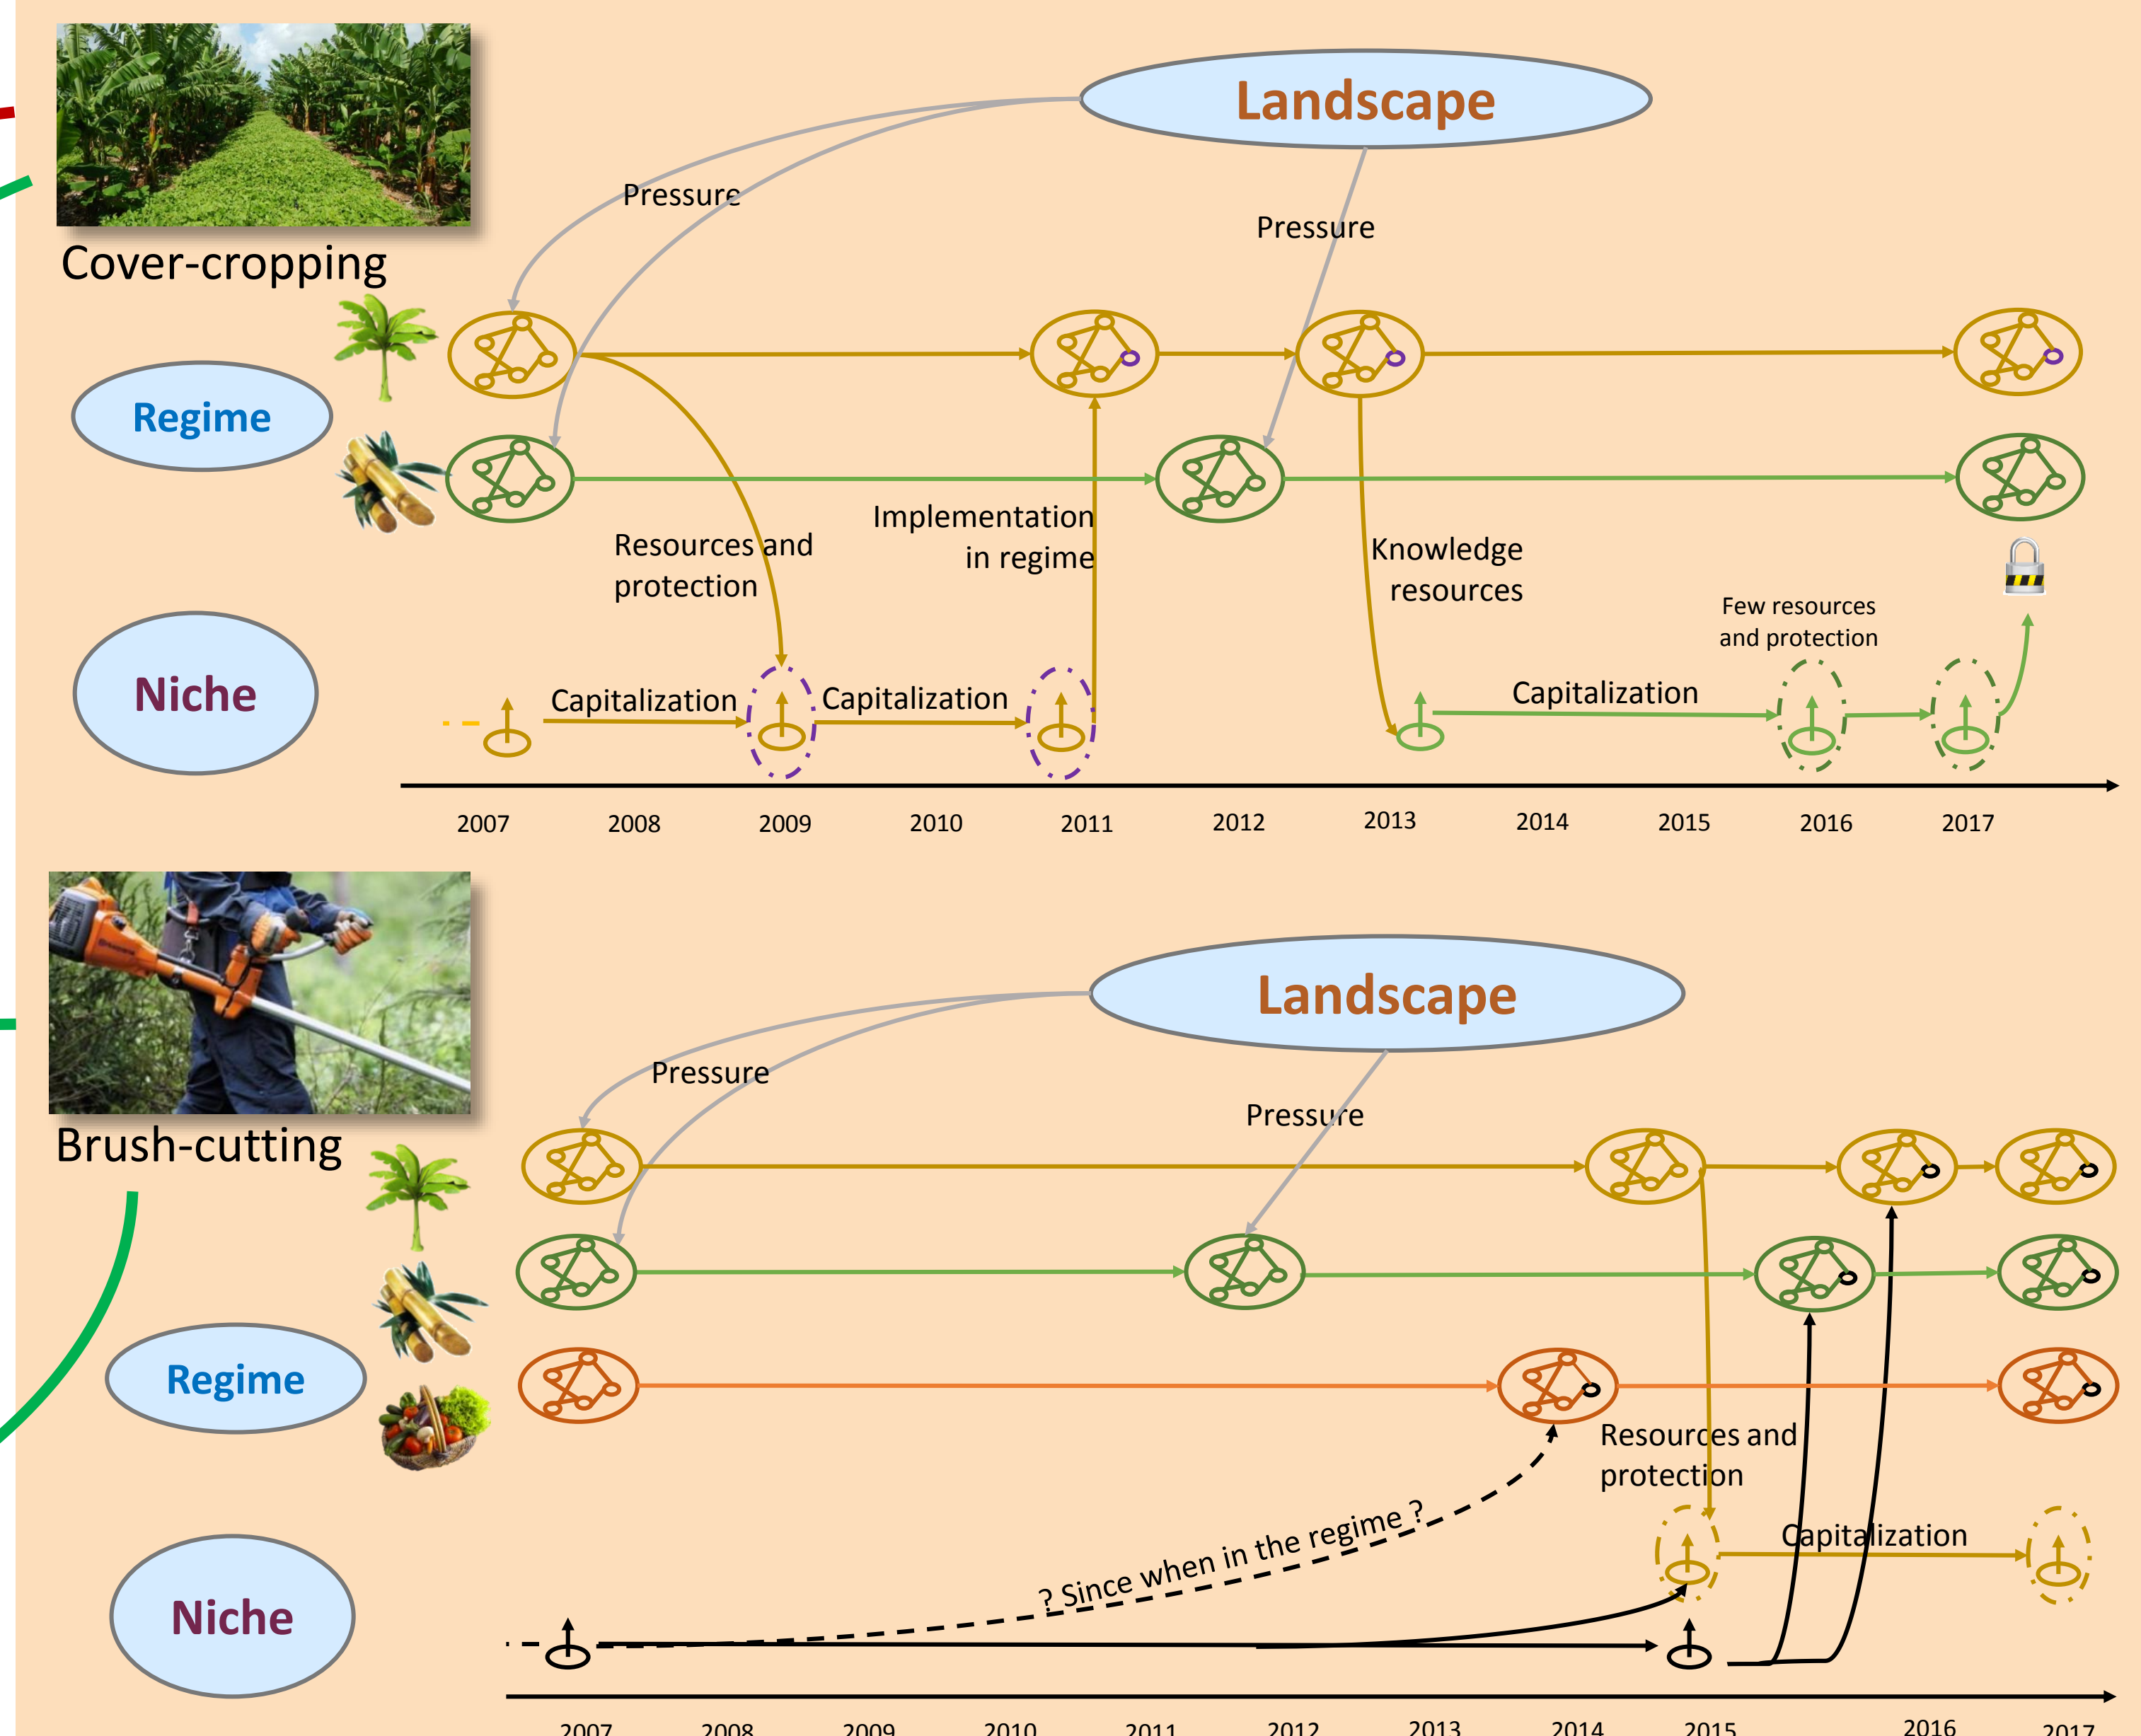 Landscape
Pressure
Pressure
Cover-cropping
Regime
Implementation
in regime
Resources and
protection
Knowledge
resources
Few resources
and protection
Niche
Capitalization
Capitalization
Capitalization
2007 2008 2009 2010 2011 2012 2013 2014 2015 2016 2017
Landscape
Pressure
Pressure
Brush-cutting
Regime
Resources and
protection
? Since when in the regime ?
Capitalization
Niche
2007 2008 2009 2010 2011 2012 2013 2014 2015 2016 2017